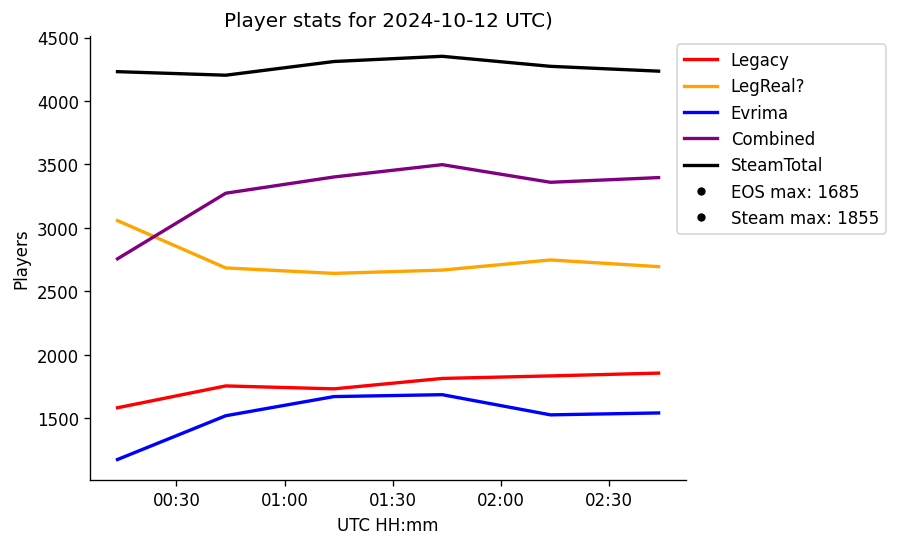 Player stats for 2024-10-12 UTC)
4500
4000
3500
3000
2500
2000
1500
Players
00:30
01:00
01:30
02:00
02:30
UTC HH:mm
Legacy
LegReal?
Evrima
Combined
SteamTotal
EOS max: 1685
Steam max: 1855